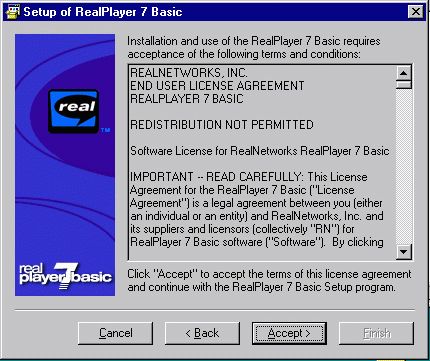 Setup of RealPlayer 7 Basic
Installation and use of the RealPlayer 7 Basic requires
acceptance of the following terms and conditions:
REALNETWORKS, INC.
END USER LICENSE AGREEMENT
REALPLAYER 7 BASIC
REDISTRIBUTION NOT PERMITTED
Software License for RealNetworks RealPlayer 7 Basic
IMPORTANT -- READ CAREFULLY: This License
Agreement for the RealPlayer 7 Basic ("License
Agreement") is a legal agreement between you (either
an individual or an entity) and RealNetworks, Inc. and
its suppliers and licensors (collectively "RN") for
RealPlayer 7 Basic software ("Software"). By clicking
real
TM
real
player 7 basic
Click "Accept" to accept the terms of this license agreement
and continue with the RealPlayer 7 Basic Setup program.
Cancel
< Back
Accept >
Finish